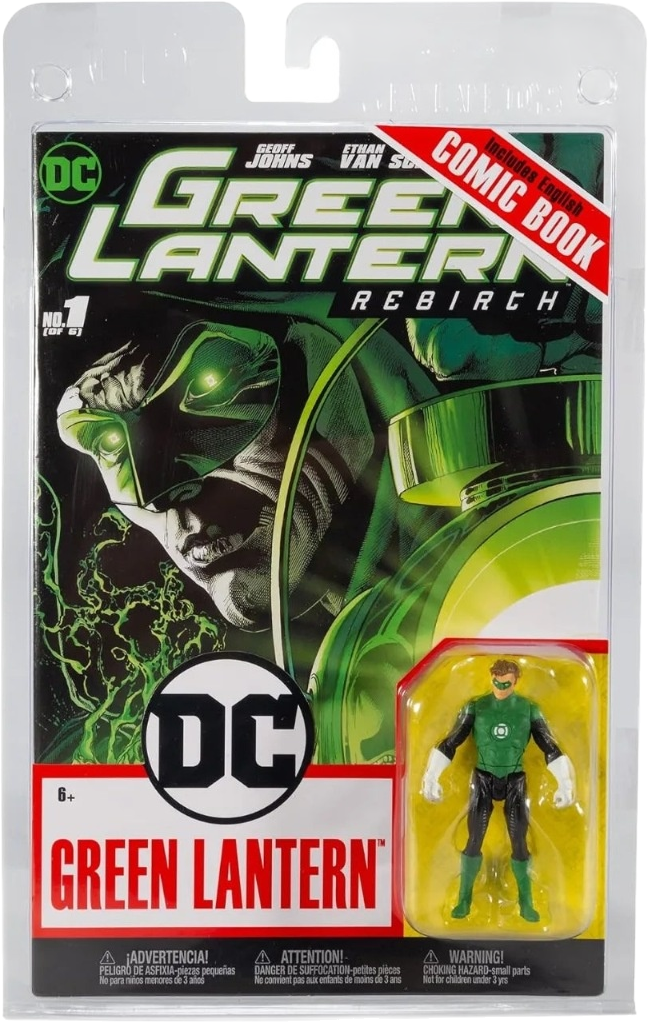 DC
GEOFF
JOHNS
ETHAN
VAN
GREEN
LANTERN
REBIRTH
Includes English
COMIC BOOK
NO.1
(OF 6)
DC
6+
GREEN LANTERN™
¡ADVERTENCIA!
PELIGRO DE ASFIXIA-piezas pequeñas
No para niños menores de 3 años
ATTENTION!
DANGER DE SUFFOCATION-petites pièces
Ne convient pas aux enfants de moins de 3 ans
WARNING!
CHOKING HAZARD-small parts
Not for children under 3 yrs